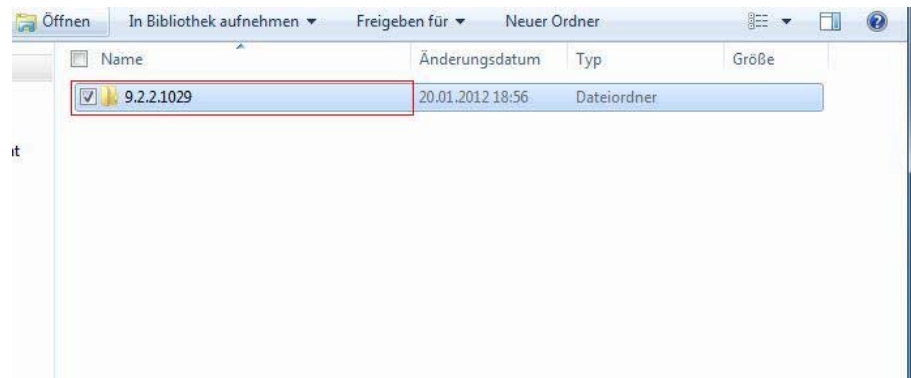 Öffnen In Bibliothek aufnehmen Freigeben für Neuer Ordner
Name Änderungsdatum Typ Größe
9.2.2.1029 20.01.2012 18:56 Dateiordner